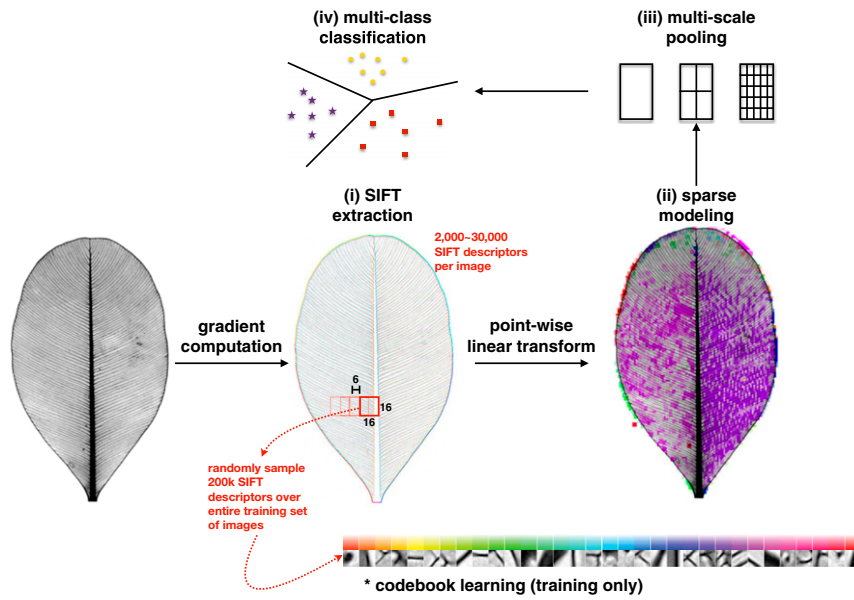 (iv) multi-class
classification
(iii) multi-scale
pooling
(i) SIFT
extraction
2,000~30,000
SIFT descriptors
per image
(ii) sparse
modeling
gradient
computation
point-wise
linear transform
6
16
16
randomly sample
200k SIFT
descriptors over
entire training set
of images
* codebook learning (training only)